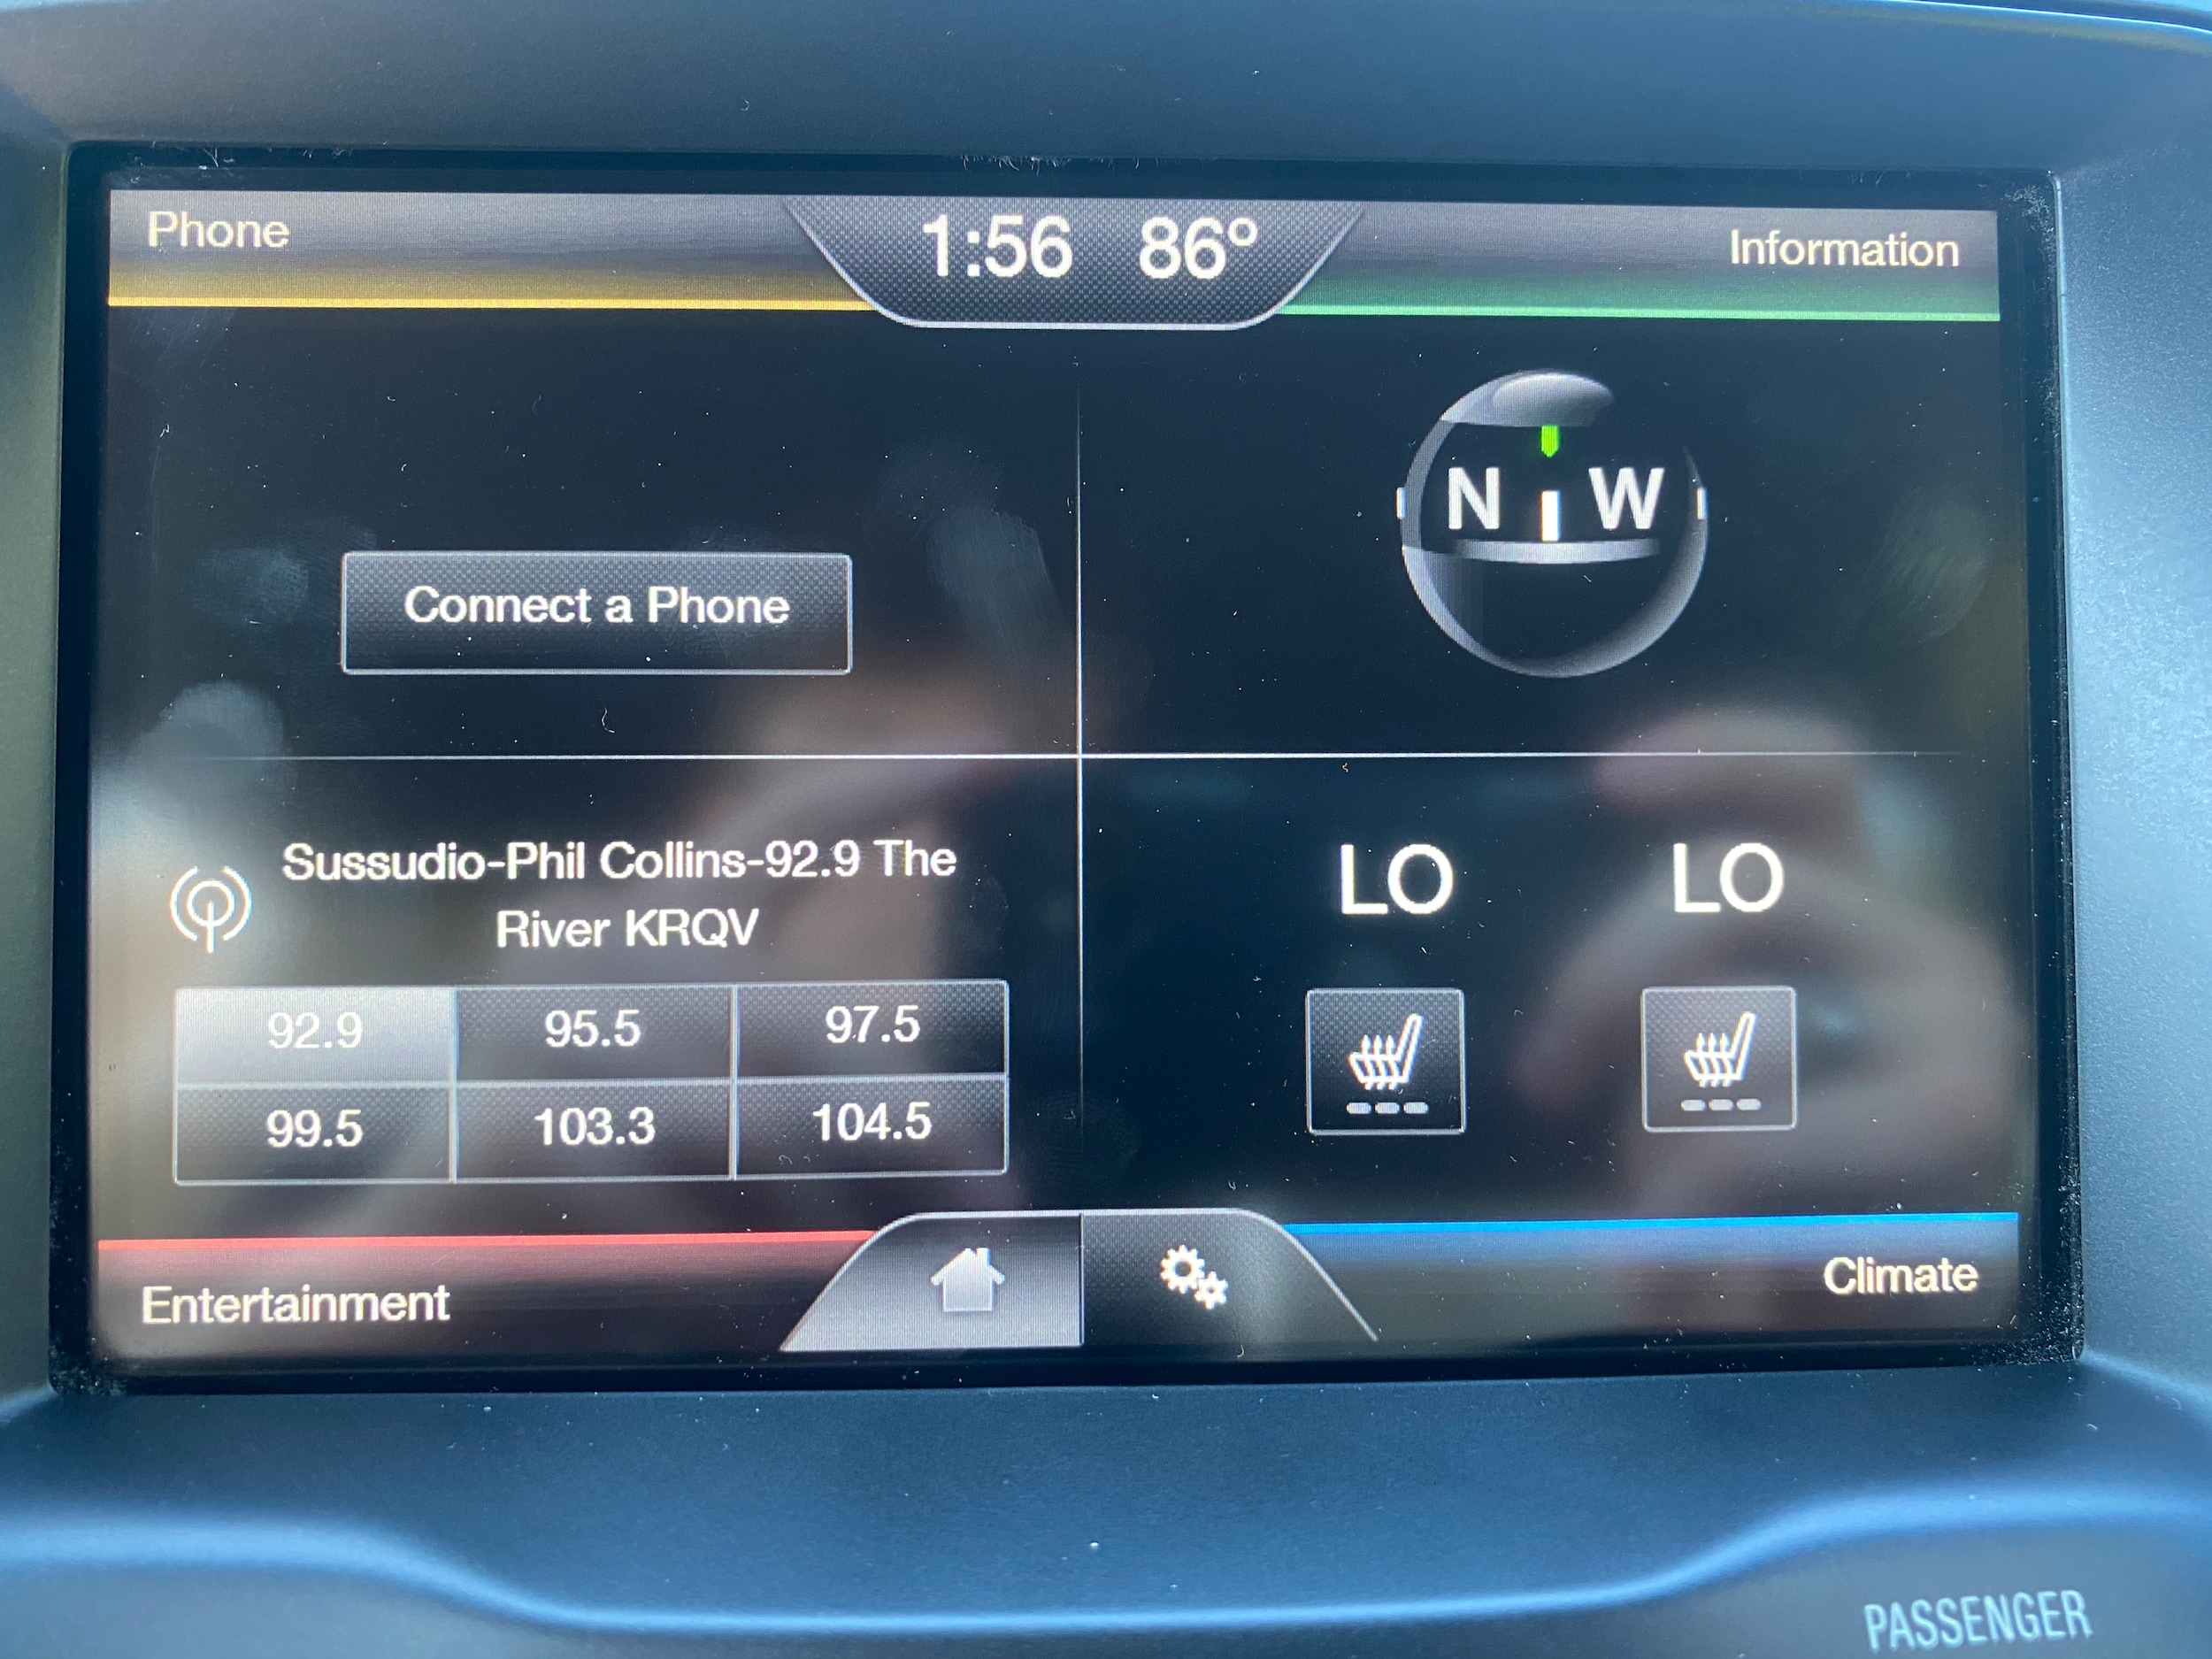 Phone
1:56 86°
Information
N W
Connect a Phone
Sussudio-Phil Collins-92.9 The
River KRQV
LO LO
92.9 95.5 97.5
99.5 103.3 104.5
Entertainment
Climate
PASSENGER